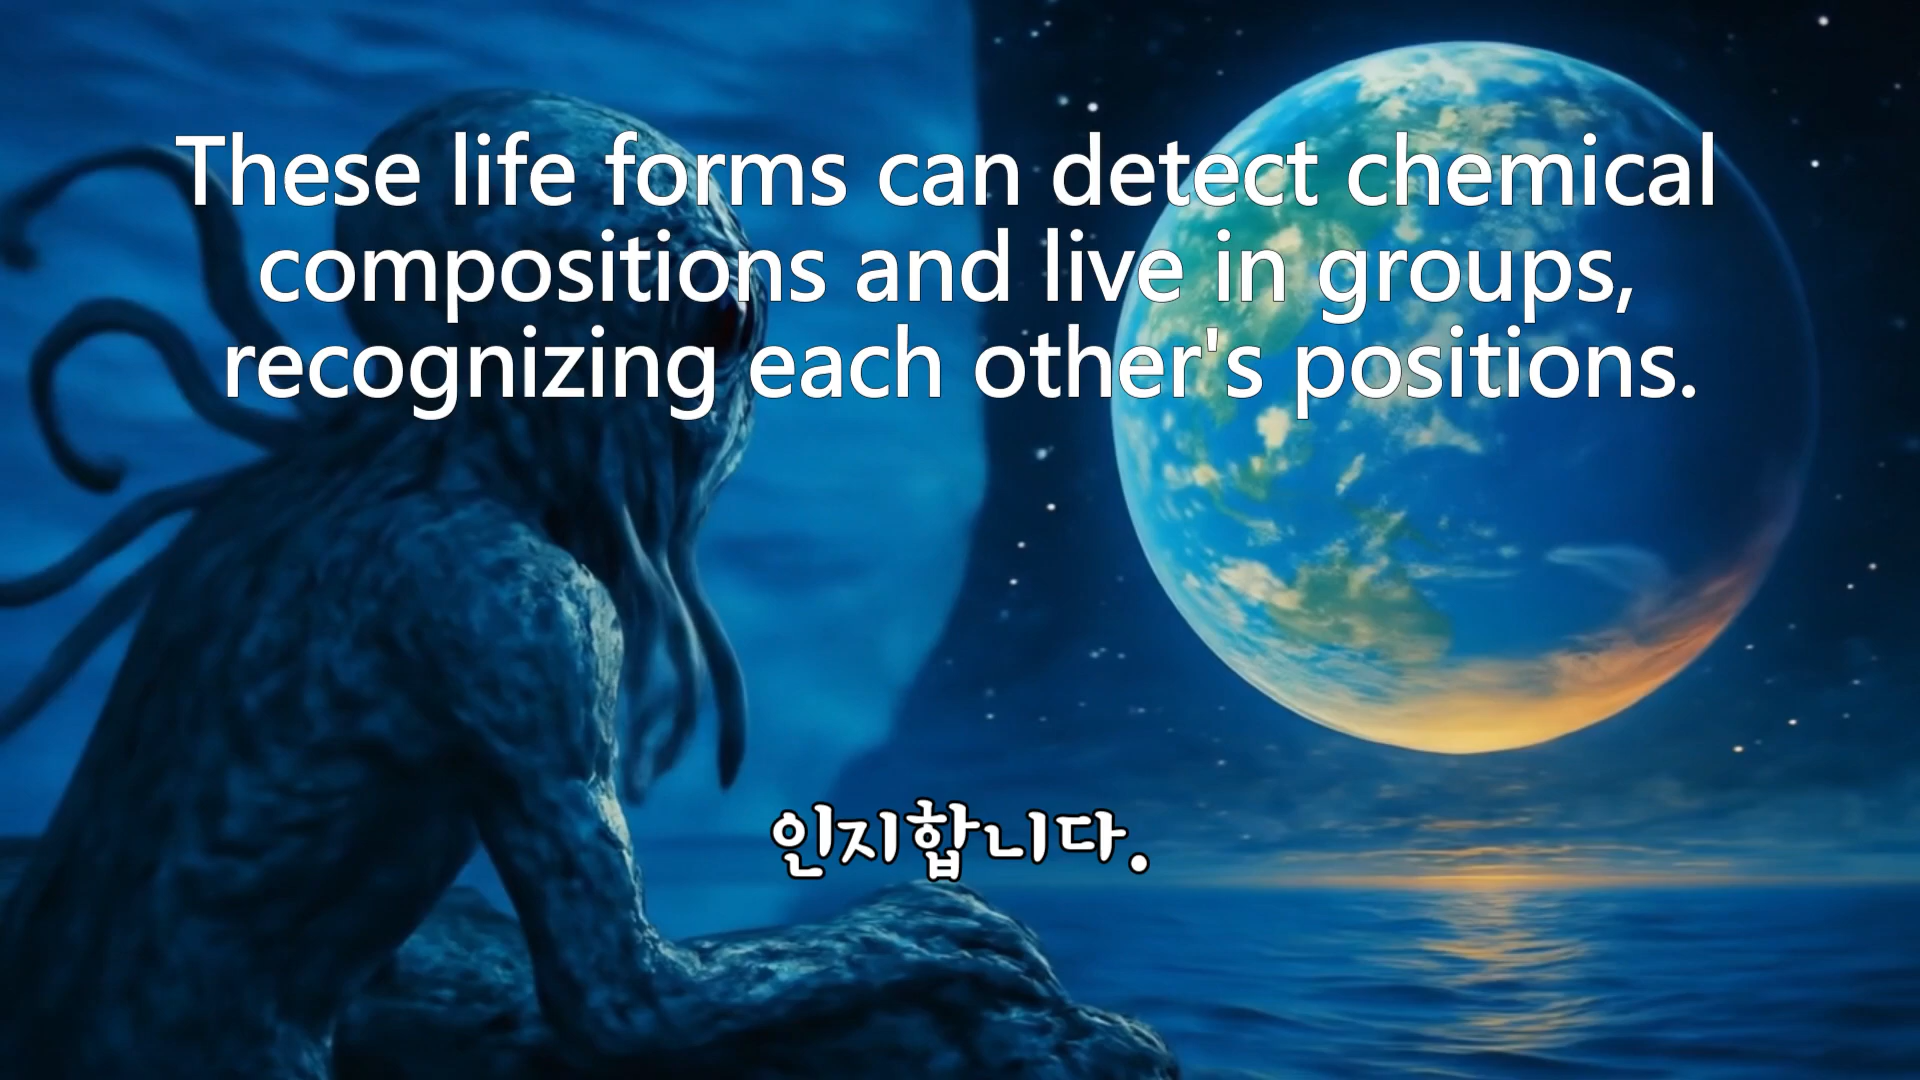 These life forms can detect chemical
compositions and live in groups,
recognizing each other's positions.
인지합니다.